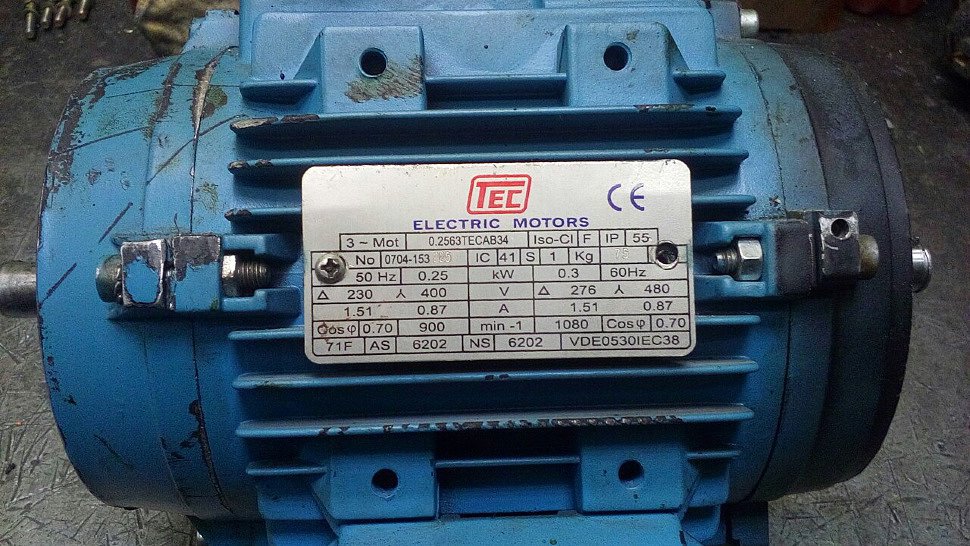 TEC CE
ELECTRIC MOTORS
3 ~ Mot 0.2563TECAB34 Iso-Cl F IP 55
No 0704-153 IC 41 S 1 Kg
50 Hz 0.25 kW 0.3 60Hz
Δ 230 ⅄ 400 V Δ 276 ⅄ 480
1.51 0.87 A 1.51 0.87
Cos φ 0.70 900 min -1 1080 Cos φ 0.70
71F AS 6202 NS 6202 VDE0530IEC38